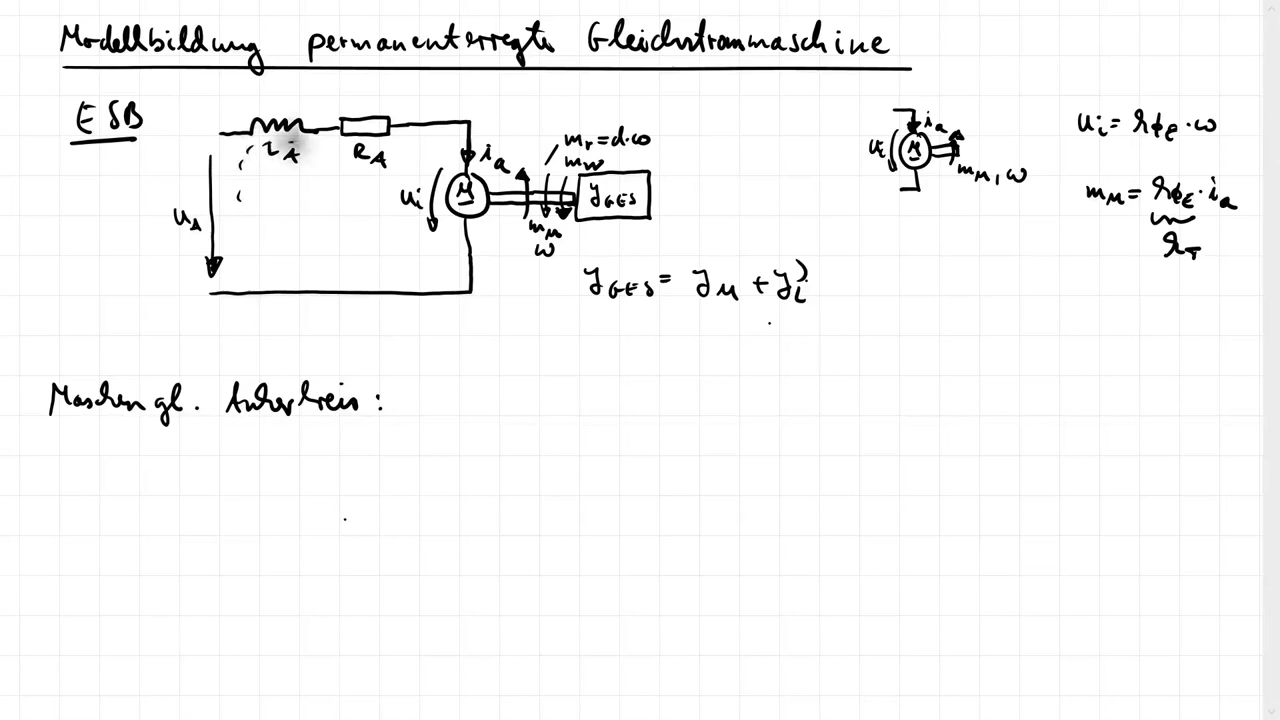 Modellbildung permanenterregte Gleichstrommaschine
ESB
L_A
R_A
i_a
u_A
u_i
M
m_r = d·ω
m_w
J_GES
m_M
ω
J_GES = J_M + J_L
i_a
u_i
M
m_M, ω
u_i = kϕ_E · ω
m_M = kϕ_E · i_a
k_T
Maschengl. Ankerkreis: